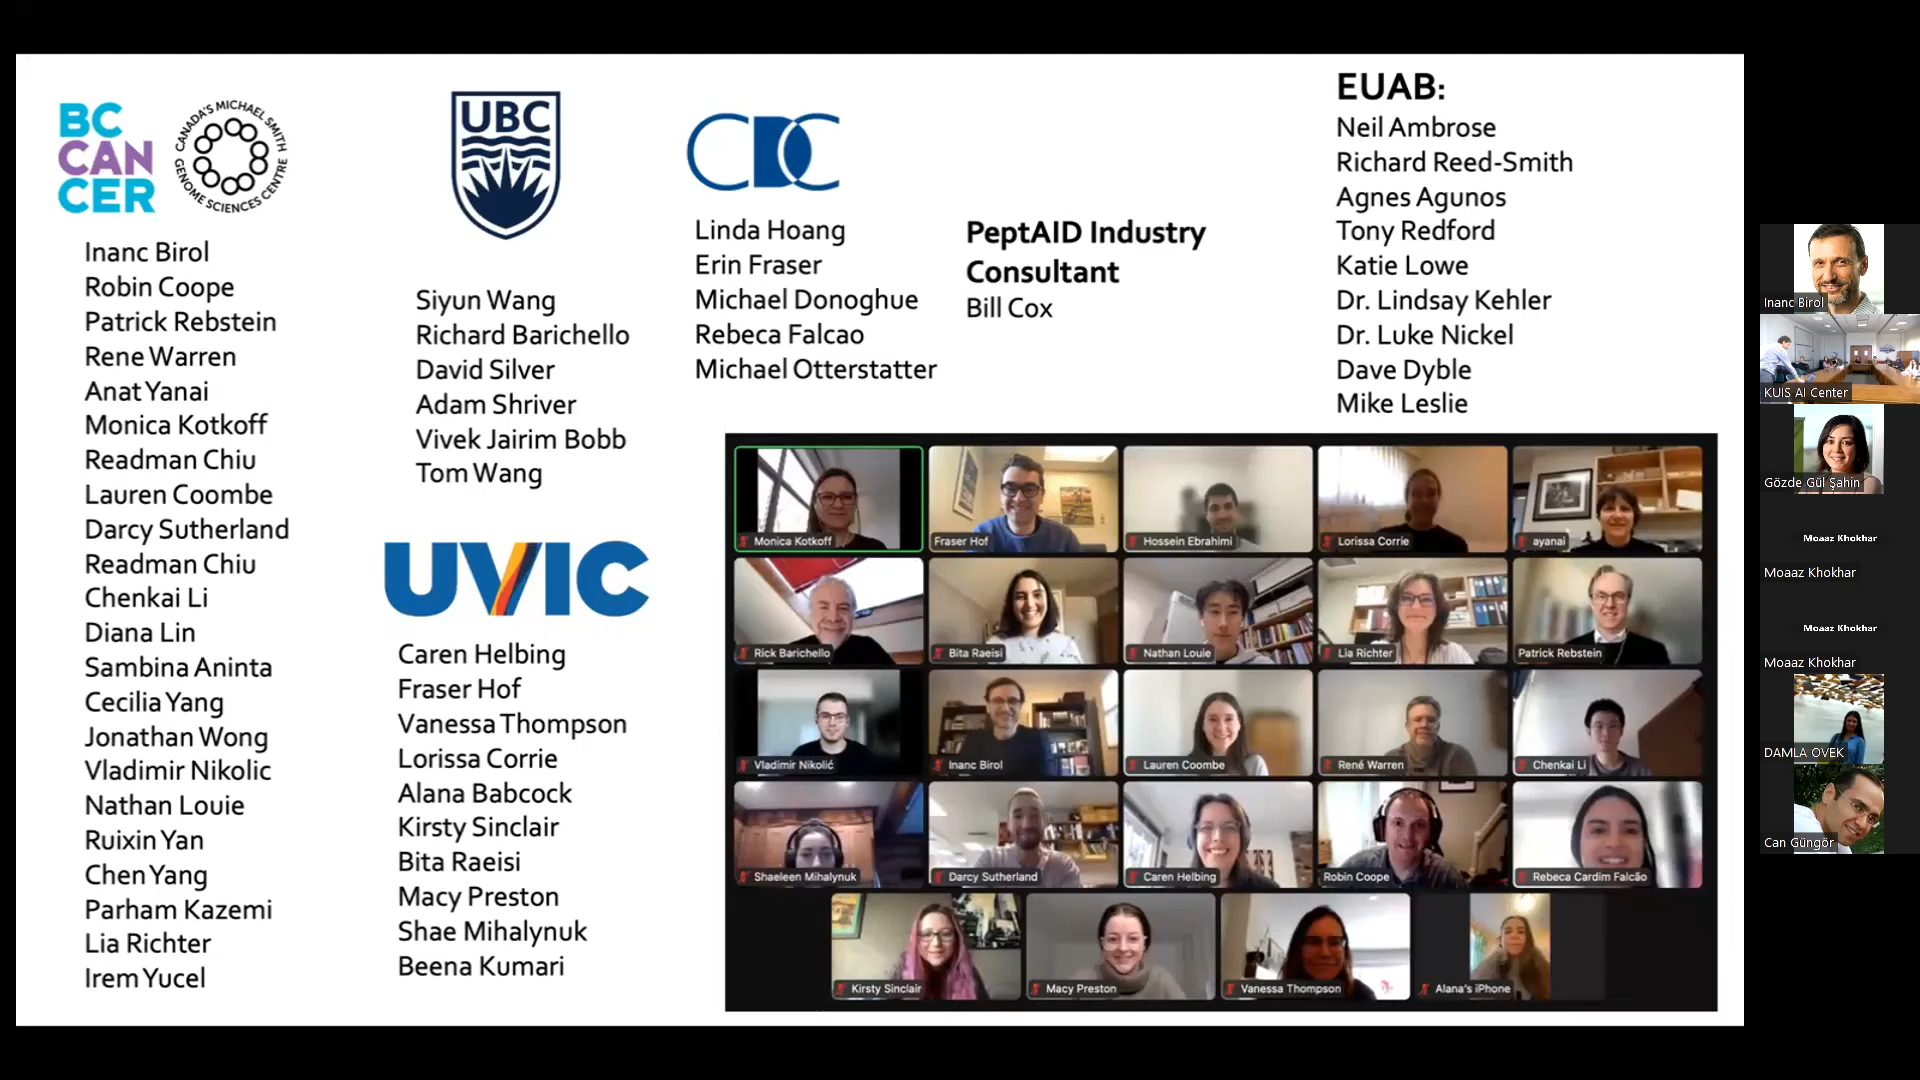 BC
CAN
CER
CANADA'S MICHAEL SMITH
GENOME SCIENCES CENTRE
Inanc Birol
Robin Coope
Patrick Rebstein
Rene Warren
Anat Yanai
Monica Kotkoff
Readman Chiu
Lauren Coombe
Darcy Sutherland
Readman Chiu
Chenkai Li
Diana Lin
Sambina Aninta
Cecilia Yang
Jonathan Wong
Vladimir Nikolic
Nathan Louie
Ruixin Yan
Chen Yang
Parham Kazemi
Lia Richter
Irem Yucel
UBC
Siyun Wang
Richard Barichello
David Silver
Adam Shriver
Vivek Jairim Bobb
Tom Wang
UVIC
Caren Helbing
Fraser Hof
Vanessa Thompson
Lorissa Corrie
Alana Babcock
Kirsty Sinclair
Bita Raeisi
Macy Preston
Shae Mihalynuk
Beena Kumari
CDC
Linda Hoang
Erin Fraser
Michael Donoghue
Rebeca Falcao
Michael Otterstatter
PeptAID Industry
Consultant
Bill Cox
EUAB:
Neil Ambrose
Richard Reed-Smith
Agnes Agunos
Tony Redford
Katie Lowe
Dr. Lindsay Kehler
Dr. Luke Nickel
Dave Dyble
Mike Leslie
Monica Kotkoff
Fraser Hof
Hossein Ebrahimi
Lorissa Corrie
ayanai
Rick Barichello
Bita Raeisi
Nathan Louie
Lia Richter
Patrick Rebstein
Vladimir Nikolić
Inanc Birol
Lauren Coombe
René Warren
Chenkai Li
Shaeleen Mihalynuk
Darcy Sutherland
Caren Helbing
Robin Coope
Rebeca Cardim Falcão
Kirsty Sinclair
Macy Preston
Vanessa Thompson
Alana's iPhone
Inanc Birol
KUIS AI Center
Gözde Gül Şahin
Moaaz Khokhar
Moaaz Khokhar
Moaaz Khokhar
Moaaz Khokhar
DAMLA OVEK
Can Güngör